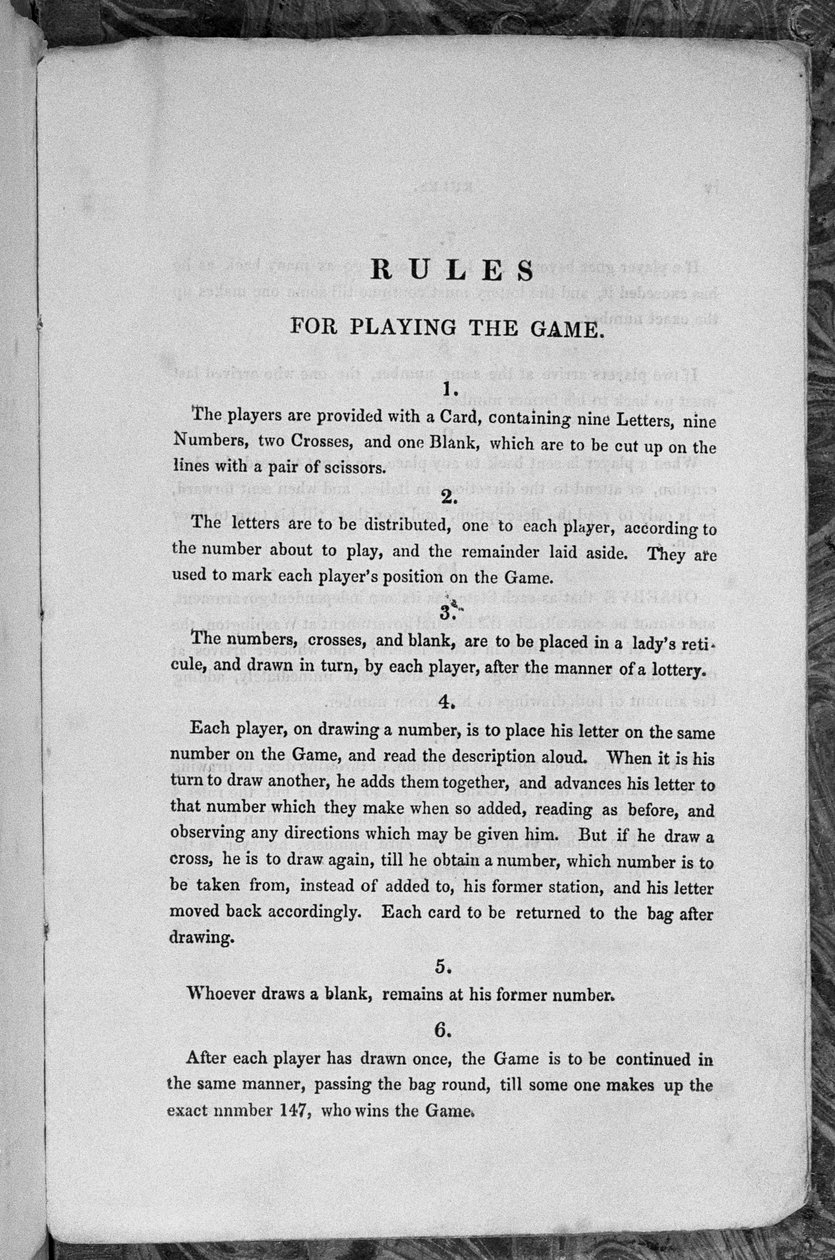 RULES
FOR PLAYING THE GAME.
1.
The players are provided with a Card, containing nine Letters, nine
Numbers, two Crosses, and one Blank, which are to be cut up on the
lines with a pair of scissors.
2.
The letters are to be distributed, one to each player, according to
the number about to play, and the remainder laid aside. They are
used to mark each player's position on the Game.
3.
The numbers, crosses, and blank, are to be placed in a lady's reti-
cule, and drawn in turn, by each player, after the manner of a lottery.
4.
Each player, on drawing a number, is to place his letter on the same
number on the Game, and read the description aloud. When it is his
turn to draw another, he adds them together, and advances his letter to
that number which they make when so added, reading as before, and
observing any directions which may be given him. But if he draw a
cross, he is to draw again, till he obtain a number, which number is to
be taken from, instead of added to, his former station, and his letter
moved back accordingly. Each card to be returned to the bag after
drawing.
5.
Whoever draws a blank, remains at his former number.
6.
After each player has drawn once, the Game is to be continued in
the same manner, passing the bag round, till some one makes up the
exact nnmber 147, who wins the Game.